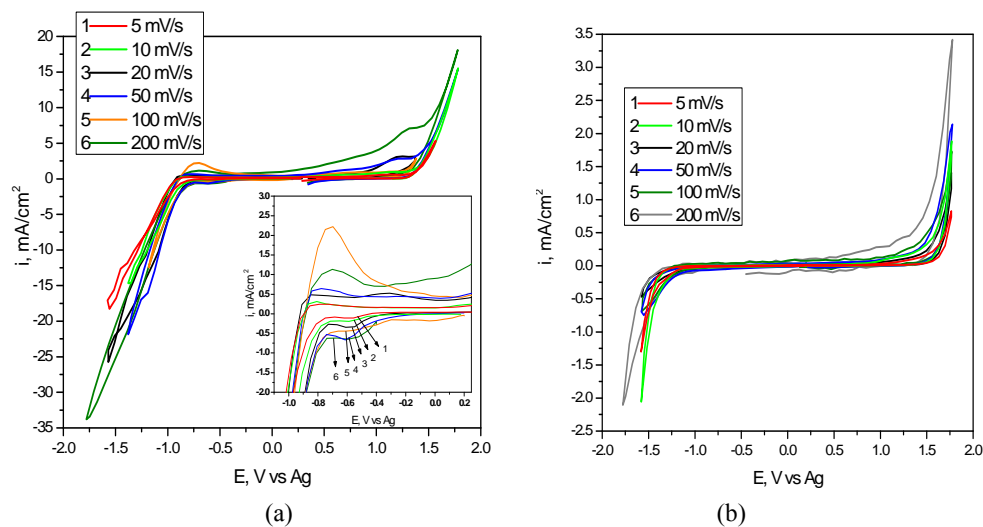 1 5 mV/s
2 10 mV/s
3 20 mV/s
4 50 mV/s
5 100 mV/s
6 200 mV/s
20
15
10
5
0
-5
-10
-15
-20
-25
-30
-35
i, mA/cm²
-2.0 -1.5 -1.0 -0.5 0.0 0.5 1.0 1.5 2.0
E, V vs Ag
3.0
2.5
2.0
1.5
1.0
0.5
0.0
-0.5
-1.0
-1.5
-2.0
i, mA/cm²
1
2
3
4
5
6
-1.0 -0.8 -0.6 -0.4 -0.2 0.0 0.2
E, V vs Ag
(a)
1 5 mV/s
2 10 mV/s
3 20 mV/s
4 50 mV/s
5 100 mV/s
6 200 mV/s
3.5
3.0
2.5
2.0
1.5
1.0
0.5
0.0
-0.5
-1.0
-1.5
-2.0
-2.5
i, mA/cm²
-2.0 -1.5 -1.0 -0.5 0.0 0.5 1.0 1.5 2.0
E, V vs Ag
(b)